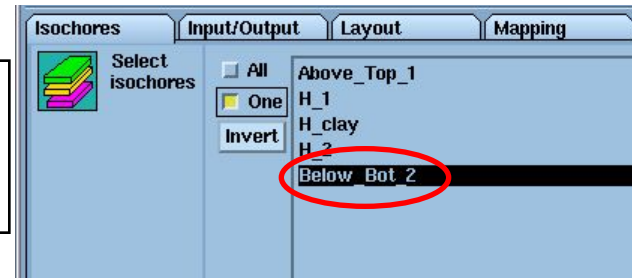 Isochores Input/Output Layout Mapping
Select isochores
All
One
Invert
Above_Top_1
H_1
H_clay
H_2
Below_Bot_2